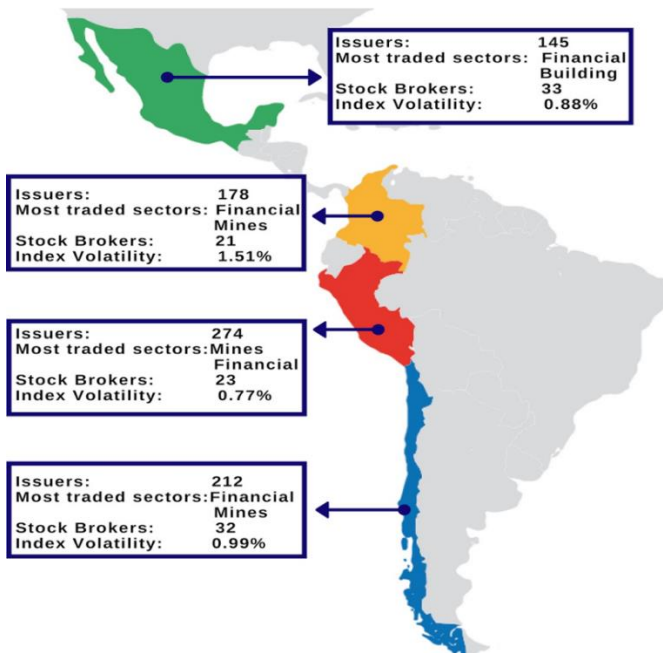 Issuers: 145
Most traded sectors: Financial
Building
Stock Brokers: 33
Index Volatility: 0.88%
Issuers: 178
Most traded sectors: Financial
Mines
Stock Brokers: 21
Index Volatility: 1.51%
Issuers: 274
Most traded sectors:Mines
Financial
Stock Brokers: 23
Index Volatility: 0.77%
Issuers: 212
Most traded sectors:Financial
Mines
Stock Brokers: 32
Index Volatility: 0.99%